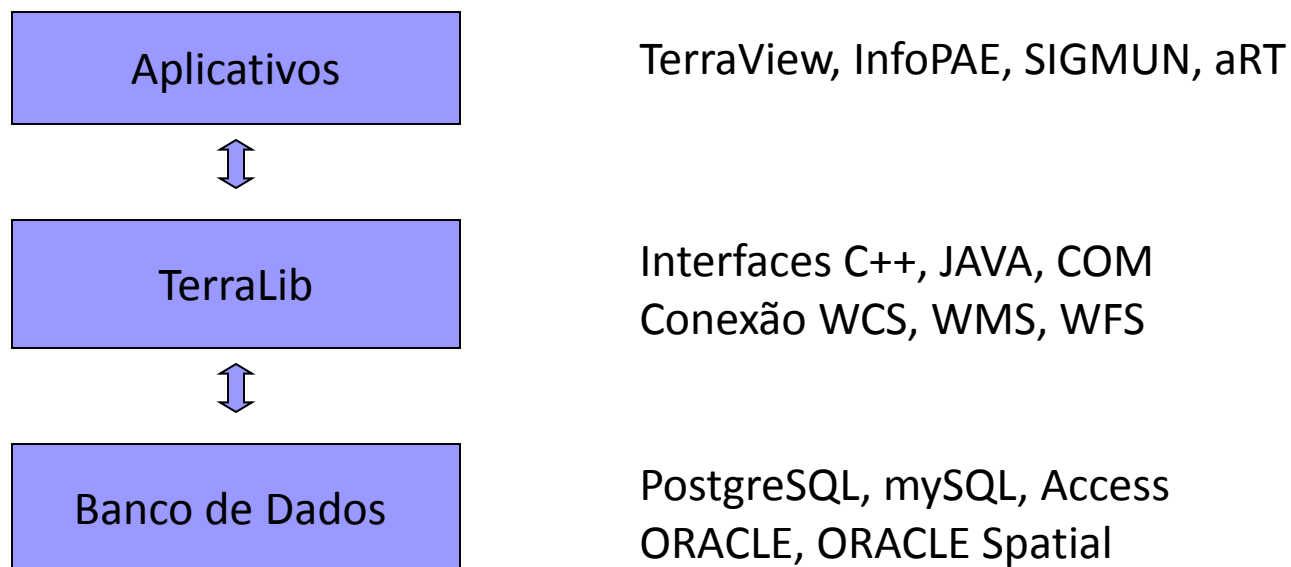 Aplicativos
TerraView, InfoPAE, SIGMUN, aRT
TerraLib
Interfaces C++, JAVA, COM
Conexão WCS, WMS, WFS
Banco de Dados
PostgreSQL, mySQL, Access
ORACLE, ORACLE Spatial